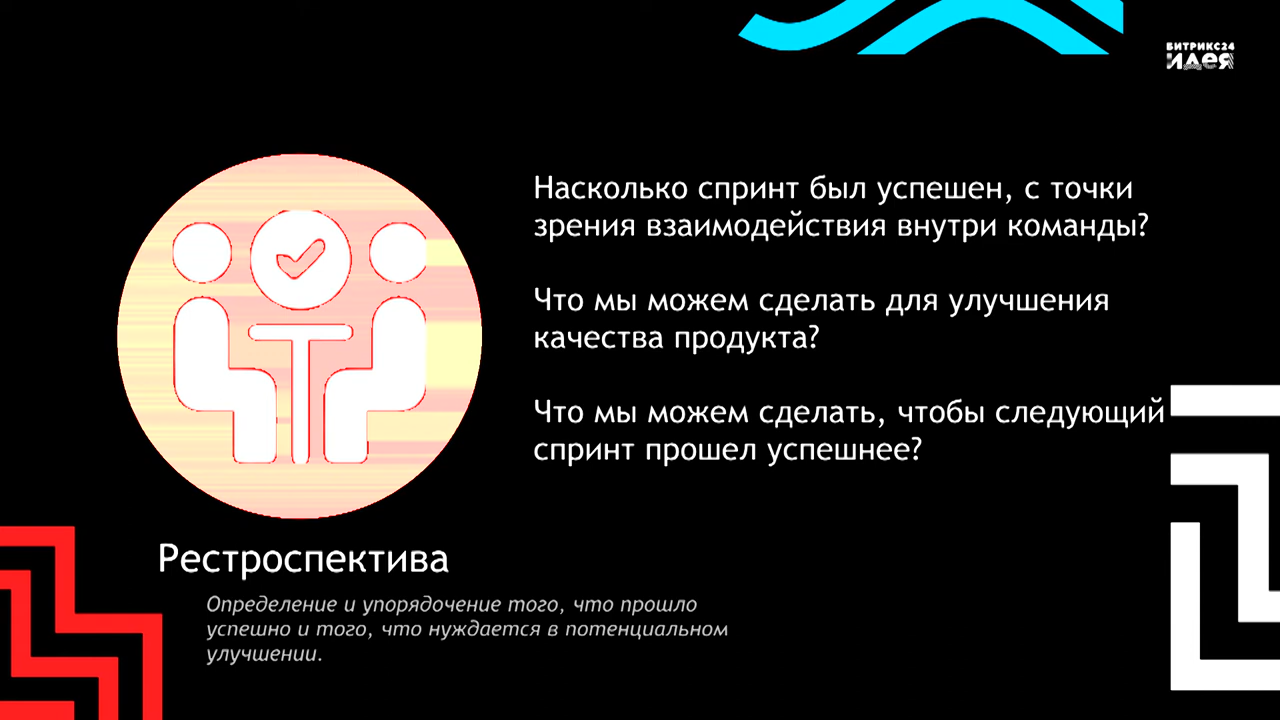 БИТРИКС24
идея
Насколько спринт был успешен, с точки
зрения взаимодействия внутри команды?
Что мы можем сделать для улучшения
качества продукта?
Что мы можем сделать, чтобы следующий
спринт прошел успешнее?
Рестроспектива
Определение и упорядочение того, что прошло
успешно и того, что нуждается в потенциальном
улучшении.